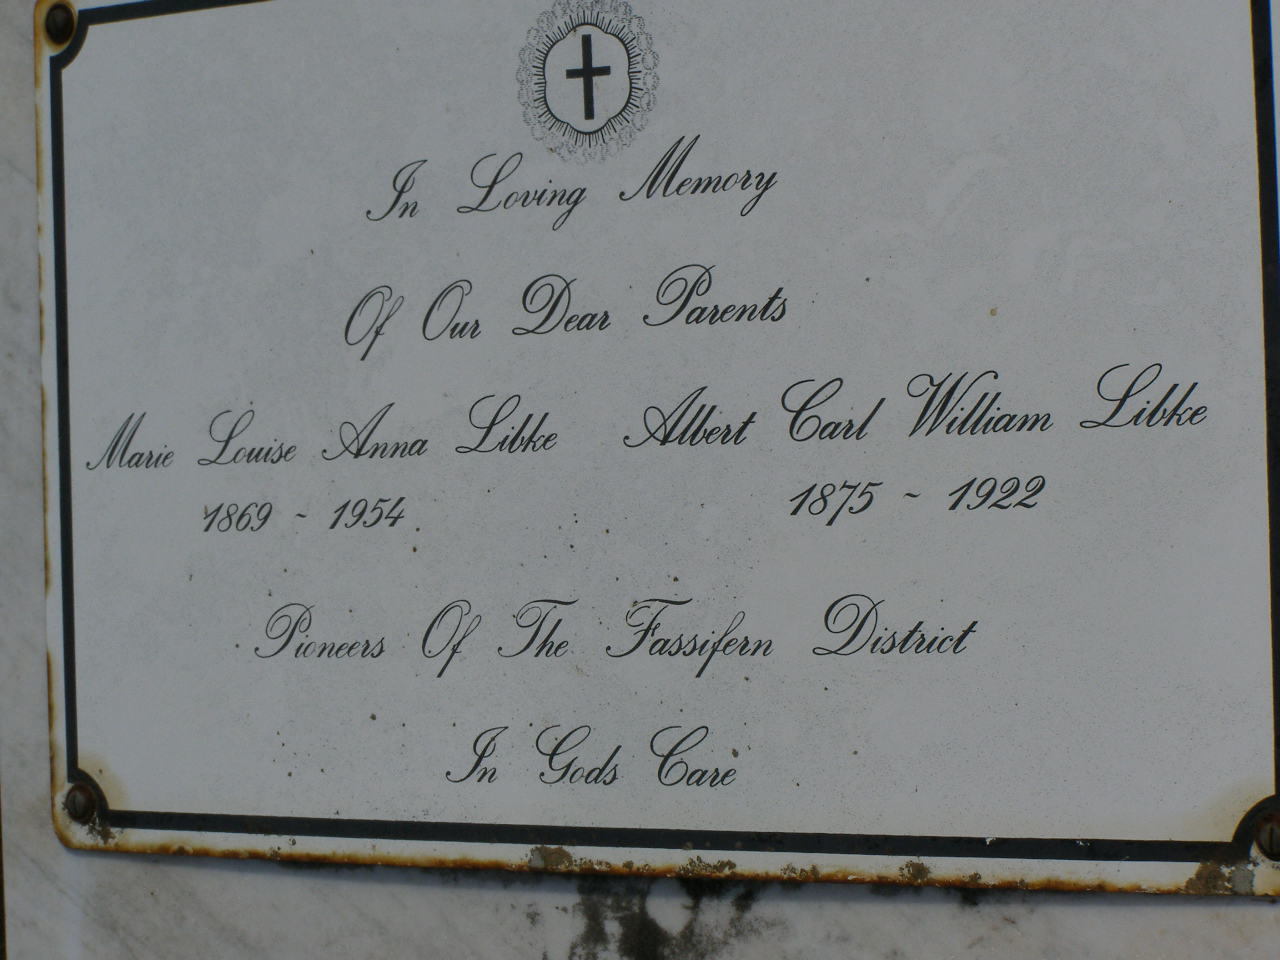 In Loving Memory
Of Our Dear Parents
Marie Louise Anna Libke Albert Carl William Libke
1869 ~ 1954 1875 ~ 1922
Pioneers Of The Fassifern District
In Gods Care